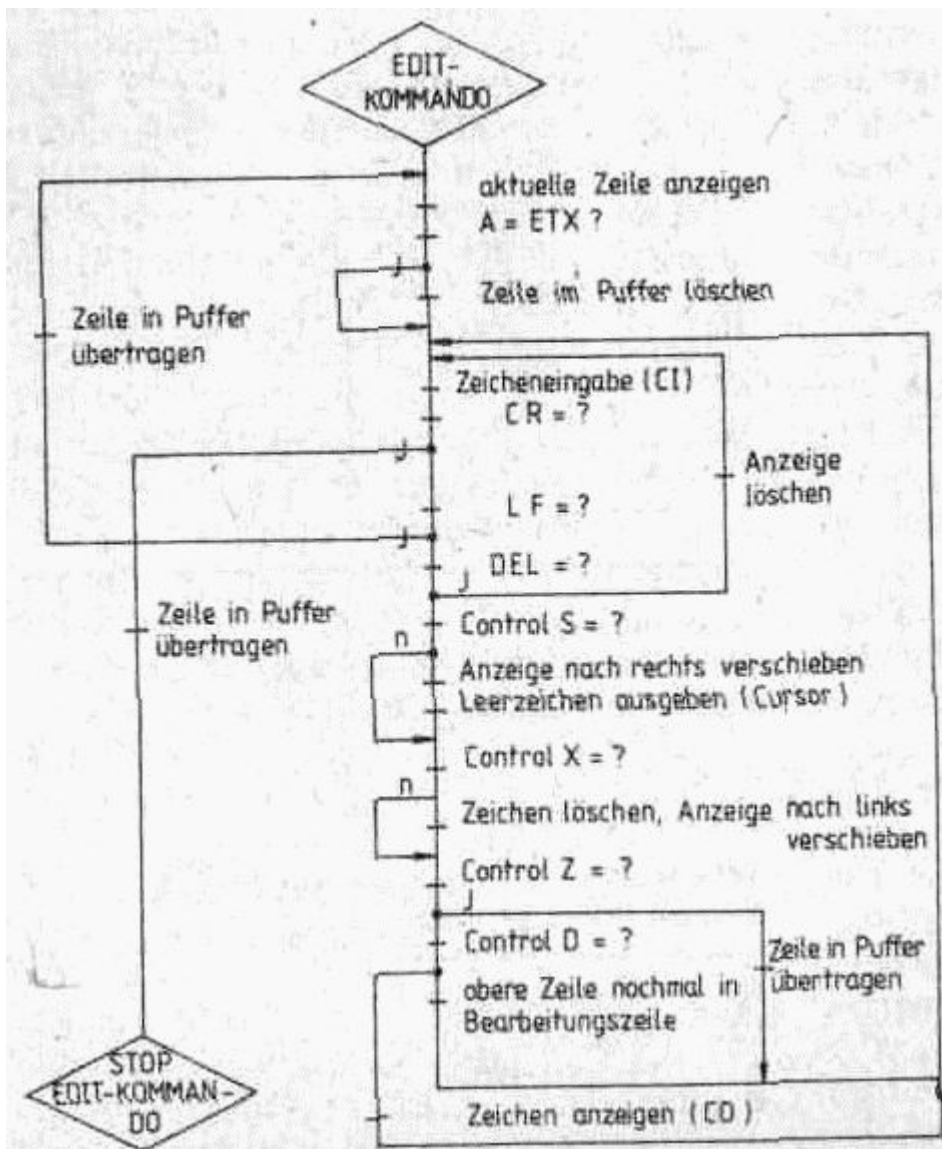 EDIT-
KOMMANDO
aktuelle Zeile anzeigen
A = ETX ?
j
Zeile im Puffer löschen
Zeile in Puffer
übertragen
Zeicheneingabe (CI)
CR = ?
J
Anzeige
löschen
LF = ?
J
DEL = ?
J
Zeile in Puffer
übertragen
Control S = ?
n
Anzeige nach rechts verschieben
Leerzeichen ausgeben (Cursor)
Control X = ?
n
Zeichen löschen, Anzeige nach links
verschieben
Control Z = ?
J
Control D = ?
Zeile in Puffer
übertragen
obere Zeile nochmal in
Bearbeitungszeile
STOP
EDIT-KOMMAN-
DO
Zeichen anzeigen (CO)